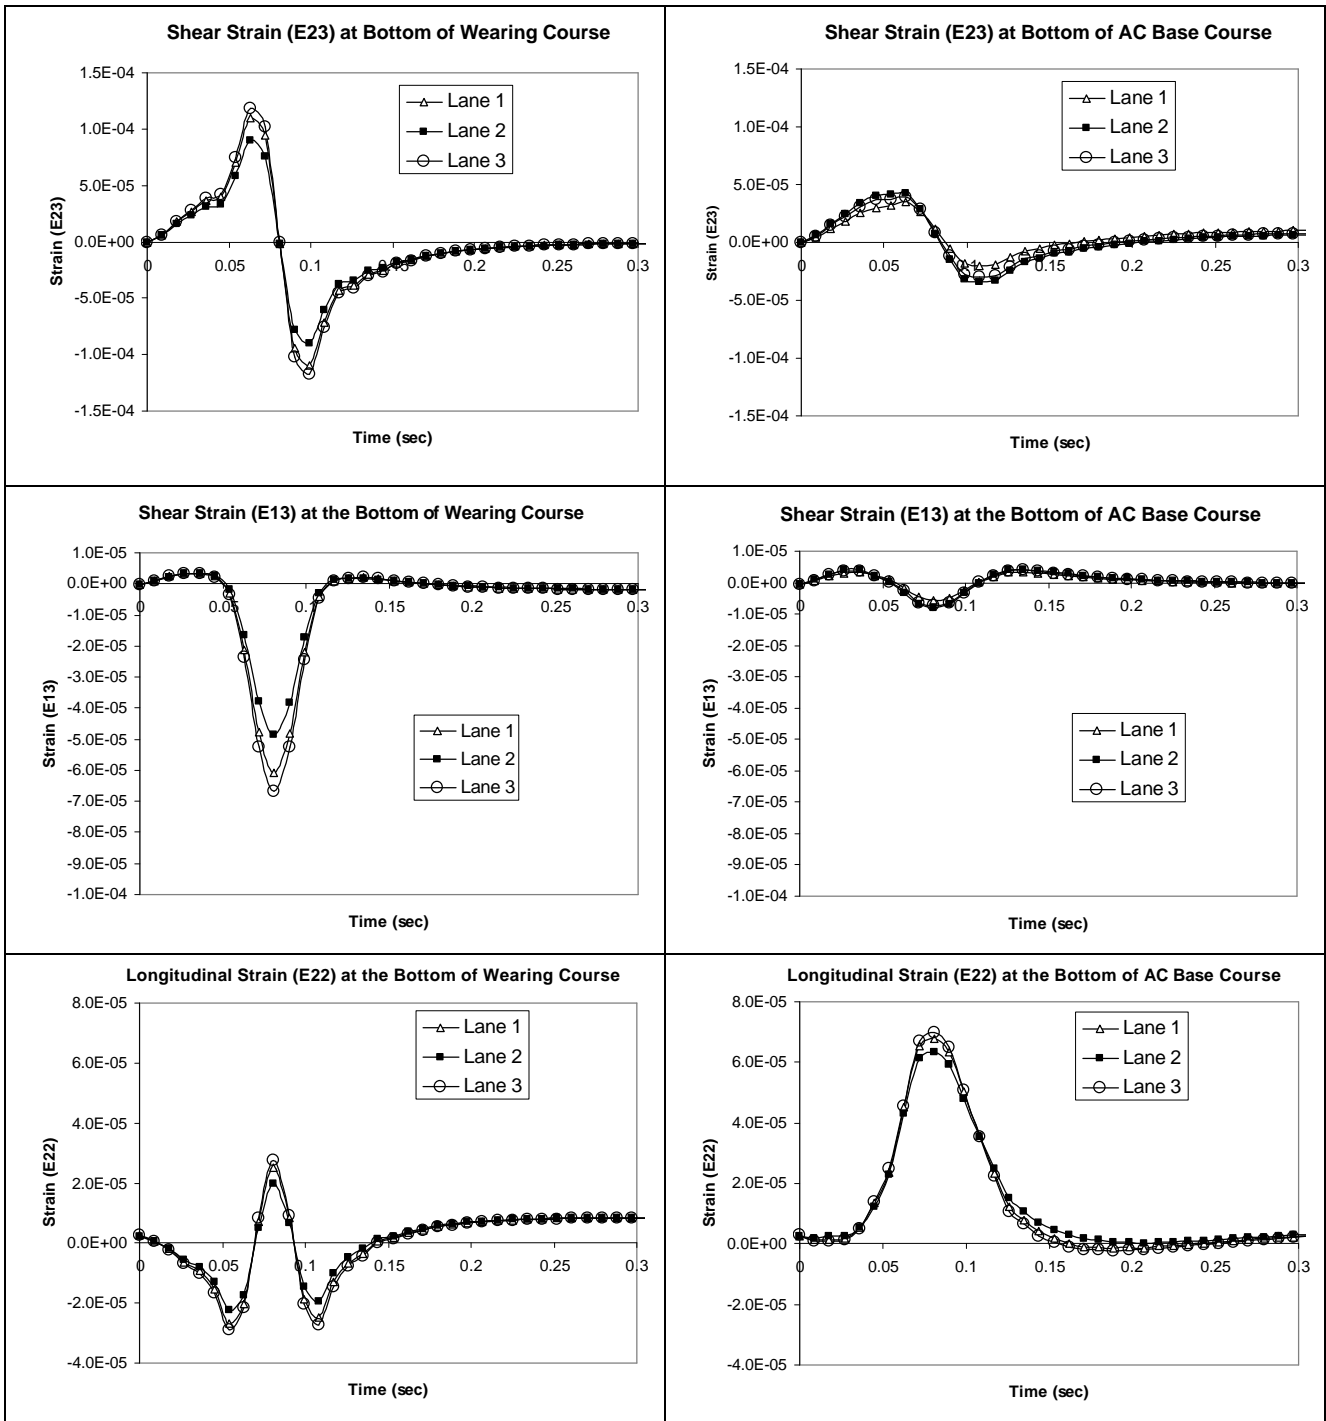 Shear Strain (E23) at Bottom of Wearing Course
1.5E-04
1.0E-04
5.0E-05
0.0E+00
-5.0E-05
-1.0E-04
-1.5E-04
0 0.05 0.1 0.15 0.2 0.25 0.3
Strain (E23)
Time (sec)
Lane 1
Lane 2
Lane 3
Shear Strain (E23) at Bottom of AC Base Course
1.5E-04
1.0E-04
5.0E-05
0.0E+00
-5.0E-05
-1.0E-04
-1.5E-04
0 0.05 0.1 0.15 0.2 0.25 0.3
Strain (E23)
Time (sec)
Lane 1
Lane 2
Lane 3
Shear Strain (E13) at the Bottom of Wearing Course
1.0E-05
0.0E+00
-1.0E-05
-2.0E-05
-3.0E-05
-4.0E-05
-5.0E-05
-6.0E-05
-7.0E-05
-8.0E-05
-9.0E-05
-1.0E-04
0 0.05 0.1 0.15 0.2 0.25 0.3
Strain (E13)
Time (sec)
Lane 1
Lane 2
Lane 3
Shear Strain (E13) at the Bottom of AC Base Course
1.0E-05
0.0E+00
-1.0E-05
-2.0E-05
-3.0E-05
-4.0E-05
-5.0E-05
-6.0E-05
-7.0E-05
-8.0E-05
-9.0E-05
-1.0E-04
0 0.05 0.1 0.15 0.2 0.25 0.3
Strain (E13)
Time (sec)
Lane 1
Lane 2
Lane 3
Longitudinal Strain (E22) at the Bottom of Wearing Course
8.0E-05
6.0E-05
4.0E-05
2.0E-05
0.0E+00
-2.0E-05
-4.0E-05
0 0.05 0.1 0.15 0.2 0.25 0.3
Strain (E22)
Time (sec)
Lane 1
Lane 2
Lane 3
Longitudinal Strain (E22) at the Bottom of AC Base Course
8.0E-05
6.0E-05
4.0E-05
2.0E-05
0.0E+00
-2.0E-05
-4.0E-05
0 0.05 0.1 0.15 0.2 0.25 0.3
Strain (E22)
Time (sec)
Lane 1
Lane 2
Lane 3